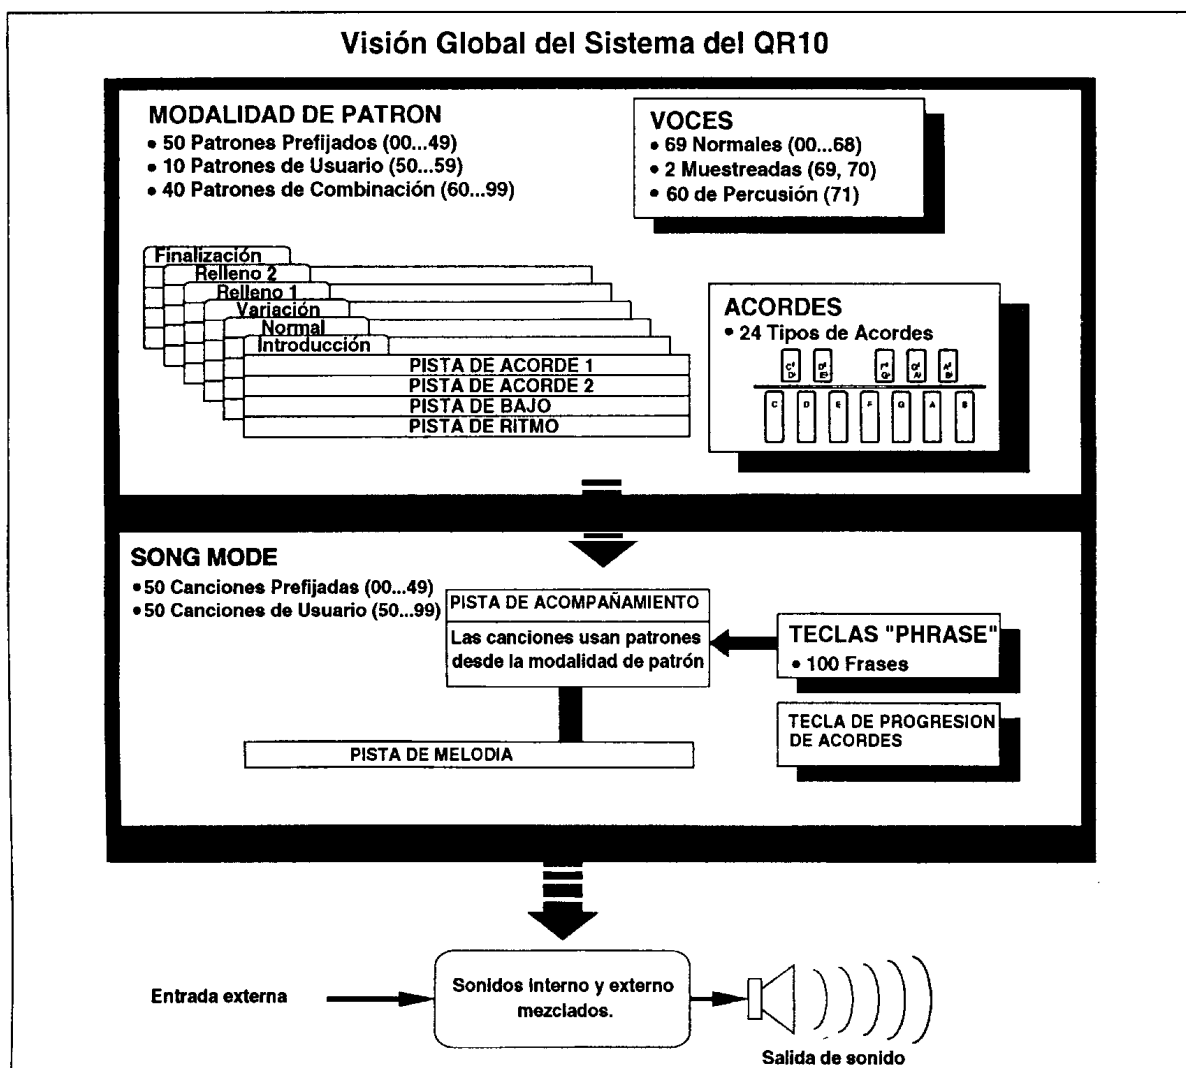 Visión Global del Sistema del QR10
MODALIDAD DE PATRON
• 50 Patrones Prefijados (00...49)
• 10 Patrones de Usuario (50...59)
• 40 Patrones de Combinación (60...99)
VOCES
• 69 Normales (00...68)
• 2 Muestreadas (69, 70)
• 60 de Percusión (71)
Finalización
Relleno 2
Relleno 1
Variación
Normal
Introducción
PISTA DE ACORDE 1
PISTA DE ACORDE 2
PISTA DE BAJO
PISTA DE RITMO
ACORDES
• 24 Tipos de Acordes
C D E F G A B
SONG MODE
• 50 Canciones Prefijadas (00...49)
• 50 Canciones de Usuario (50...99)
PISTA DE ACOMPAÑAMIENTO
Las canciones usan patrones
desde la modalidad de patrón
TECLAS "PHRASE"
• 100 Frases
TECLA DE PROGRESION
DE ACORDES
PISTA DE MELODIA
Entrada externa
Sonidos interno y externo
mezclados.
Salida de sonido